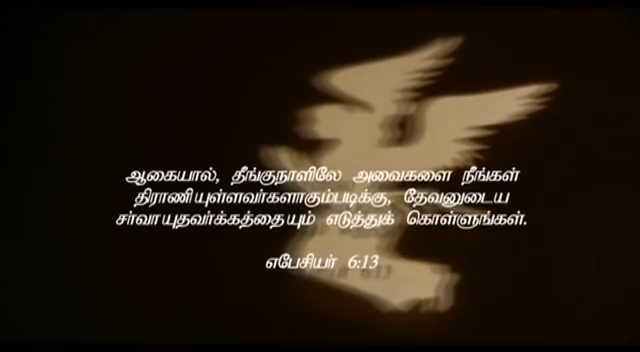 ஆகையால், தீங்குநாளிலே அவைகளை நீங்கள்
திராணியுள்ளவர்களாகும்படிக்கு, தேவனுடைய
சர்வாயுதவர்க்கத்தையும் எடுத்துக் கொள்ளுங்கள்.
எபேசியர் 6:13